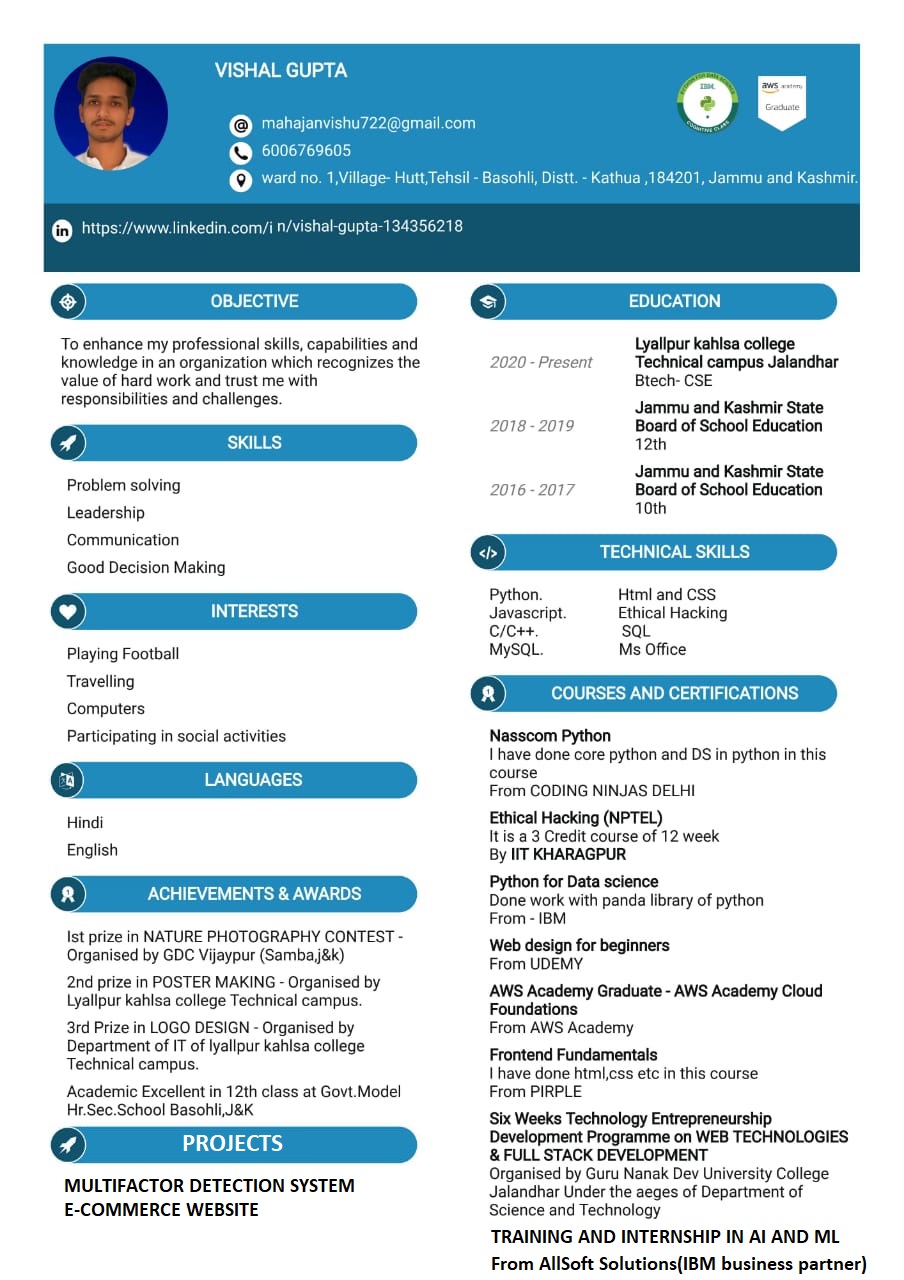 VISHAL GUPTA
mahajanvishu722@gmail.com
6006769605
ward no. 1,Village- Hutt,Tehsil - Basohli, Distt. - Kathua ,184201, Jammu and Kashmir.
IBM
COGNITIVE CLASS
aws academy
Graduate
in
https://www.linkedin.com/i n/vishal-gupta-134356218
OBJECTIVE
To enhance my professional skills, capabilities and
knowledge in an organization which recognizes the
value of hard work and trust me with
responsibilities and challenges.
SKILLS
Problem solving
Leadership
Communication
Good Decision Making
INTERESTS
Playing Football
Travelling
Computers
Participating in social activities
LANGUAGES
Hindi
English
ACHIEVEMENTS & AWARDS
Ist prize in NATURE PHOTOGRAPHY CONTEST -
Organised by GDC Vijaypur (Samba,j&k)
2nd prize in POSTER MAKING - Organised by
Lyallpur kahlsa college Technical campus.
3rd Prize in LOGO DESIGN - Organised by
Department of IT of lyallpur kahlsa college
Technical campus.
Academic Excellent in 12th class at Govt.Model
Hr.Sec.School Basohli,J&K
PROJECTS
MULTIFACTOR DETECTION SYSTEM
E-COMMERCE WEBSITE
EDUCATION
2020 - Present
Lyallpur kahlsa college
Technical campus Jalandhar
Btech- CSE
2018 - 2019
Jammu and Kashmir State
Board of School Education
12th
2016 - 2017
Jammu and Kashmir State
Board of School Education
10th
TECHNICAL SKILLS
Python. Html and CSS
Javascript. Ethical Hacking
C/C++. SQL
MySQL. Ms Office
COURSES AND CERTIFICATIONS
Nasscom Python
I have done core python and DS in python in this
course
From CODING NINJAS DELHI
Ethical Hacking (NPTEL)
It is a 3 Credit course of 12 week
By IIT KHARAGPUR
Python for Data science
Done work with panda library of python
From - IBM
Web design for beginners
From UDEMY
AWS Academy Graduate - AWS Academy Cloud
Foundations
From AWS Academy
Frontend Fundamentals
I have done html,css etc in this course
From PIRPLE
Six Weeks Technology Entrepreneurship
Development Programme on WEB TECHNOLOGIES
& FULL STACK DEVELOPMENT
Organised by Guru Nanak Dev University College
Jalandhar Under the aeges of Department of
Science and Technology
TRAINING AND INTERNSHIP IN AI AND ML
From AllSoft Solutions(IBM business partner)